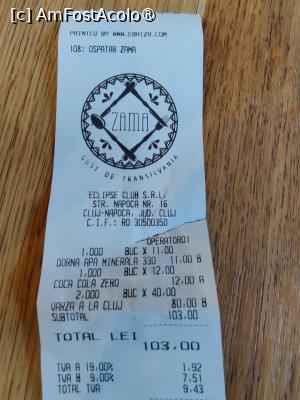 [c] AmFostAcolo®
PRINTED BY WWW.EBRIZA.COM
108: OSPATAR ZAMA
ZAMA
GUST DE TRANSILVANIA
ECLIPSE CLUB S.R.L.
STR. NAPOCA NR. 16
CLUJ-NAPOCA, JUD. CLUJ
C.I.F.: RO 30500350
OPERATOR01
1,000 BUC X 11,00
DORNA APA MINERALA 330 11,00 B
1,000 BUC X 12,00
COCA COLA ZERO 12,00 A
2,000 BUC X 40,00
VARZA A LA CLUJ 80,00 B
SUBTOTAL 103,00
TOTAL LEI 103,00
TVA A 19,00% 1,92
TVA B 9,00% 7,51
TOTAL TVA 9,43